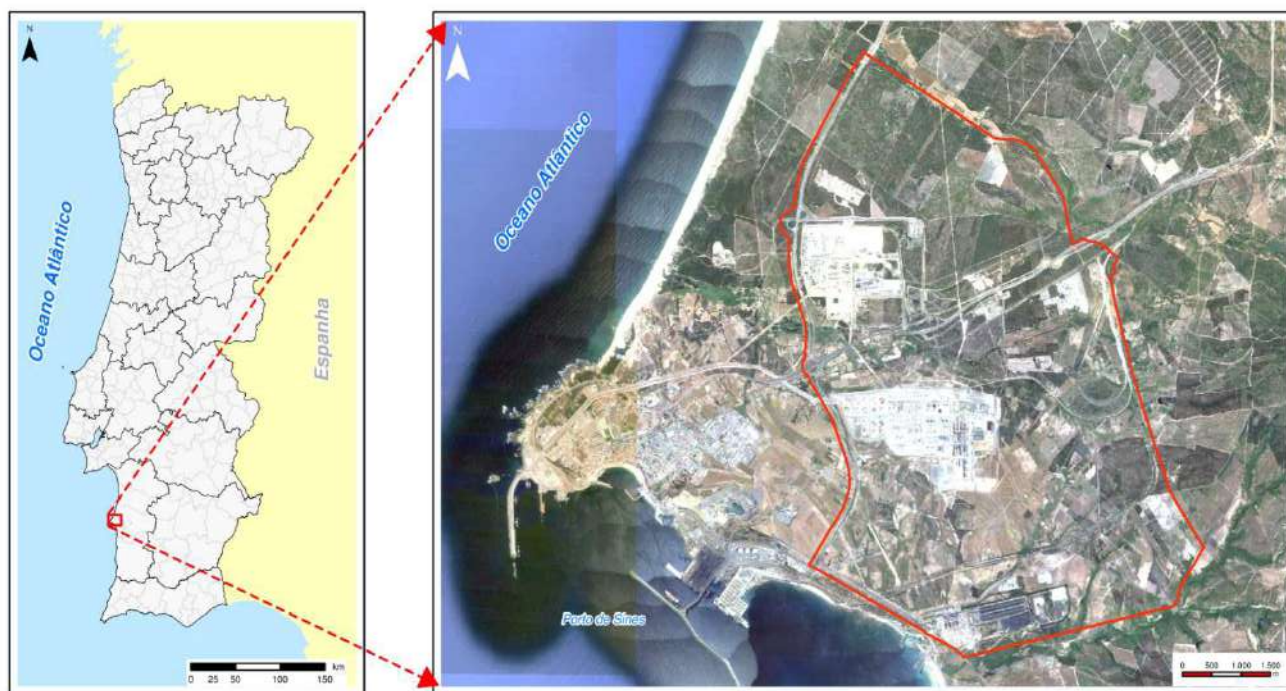 N
Oceano Atlântico
Espanha
0 50 100 150
km
N
Oceano Atlântico
Porto de Sines
0 500 1.000 1.500